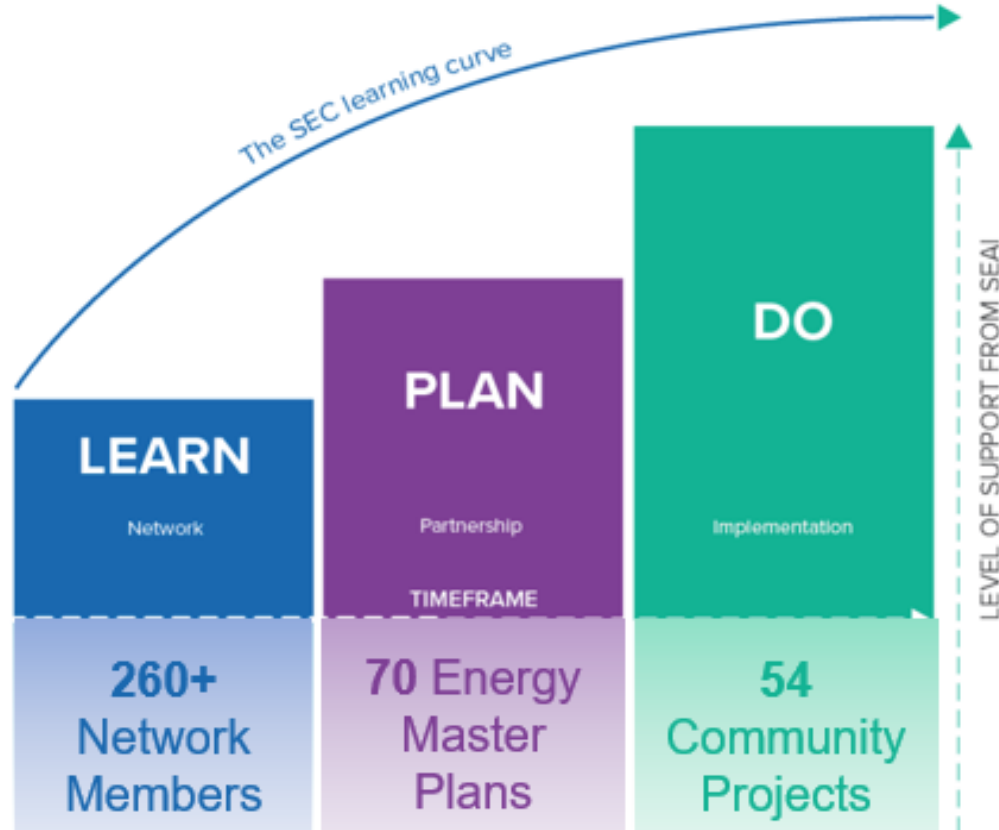 The SEC learning curve
LEARN
Network
PLAN
Partnership
TIMEFRAME
DO
Implementation
LEVEL OF SUPPORT FROM SEAI
260+
Network
Members
70 Energy
Master
Plans
54
Community
Projects